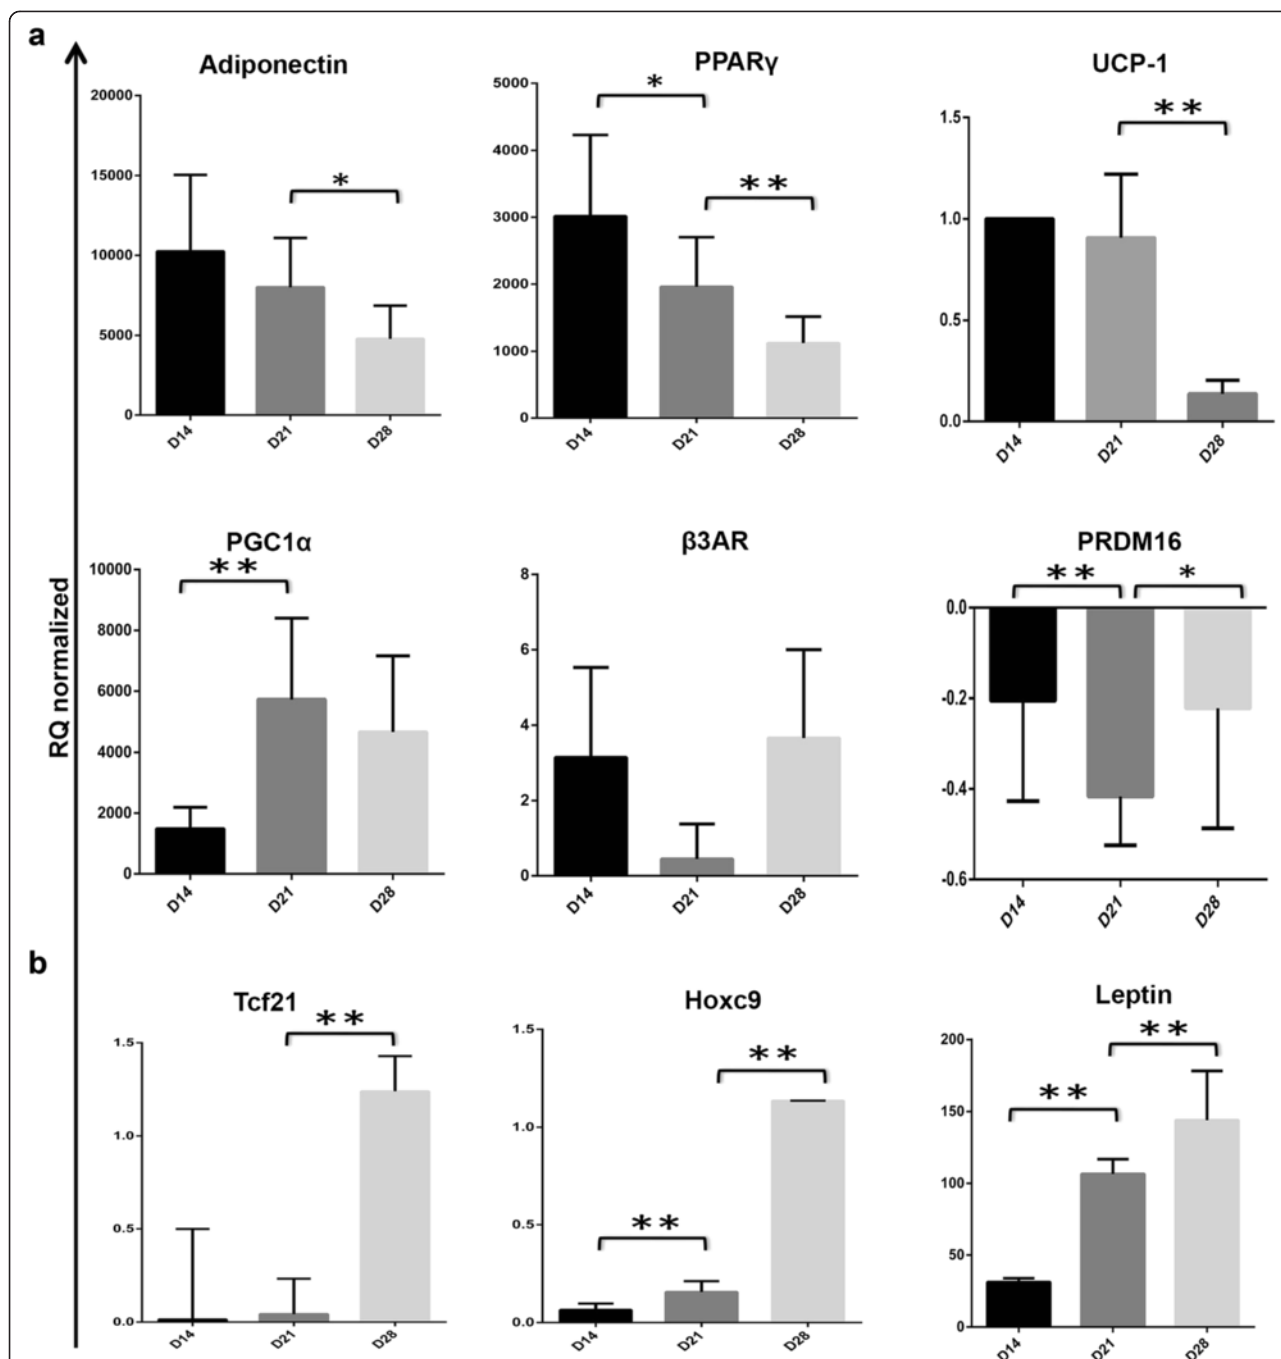 a
RQ normalized
Adiponectin
20000
15000
10000
5000
0
*
D14
D21
D28
PPARγ
5000
4000
3000
2000
1000
0
*
**
D14
D21
D28
UCP-1
1.5
1.0
0.5
0.0
**
D14
D21
D28
PGC1α
10000
8000
6000
4000
2000
0
**
D14
D21
D28
β3AR
8
6
4
2
0
D14
D21
D28
PRDM16
** *
0.0
-0.2
-0.4
-0.6
D14
D21
D28
b
Tcf21
1.5
1.0
0.5
0.0
**
D14
D21
D28
Hoxc9
1.5
1.0
0.5
0.0
**
**
D14
D21
D28
Leptin
200
150
100
50
0
**
**
D14
D21
D28